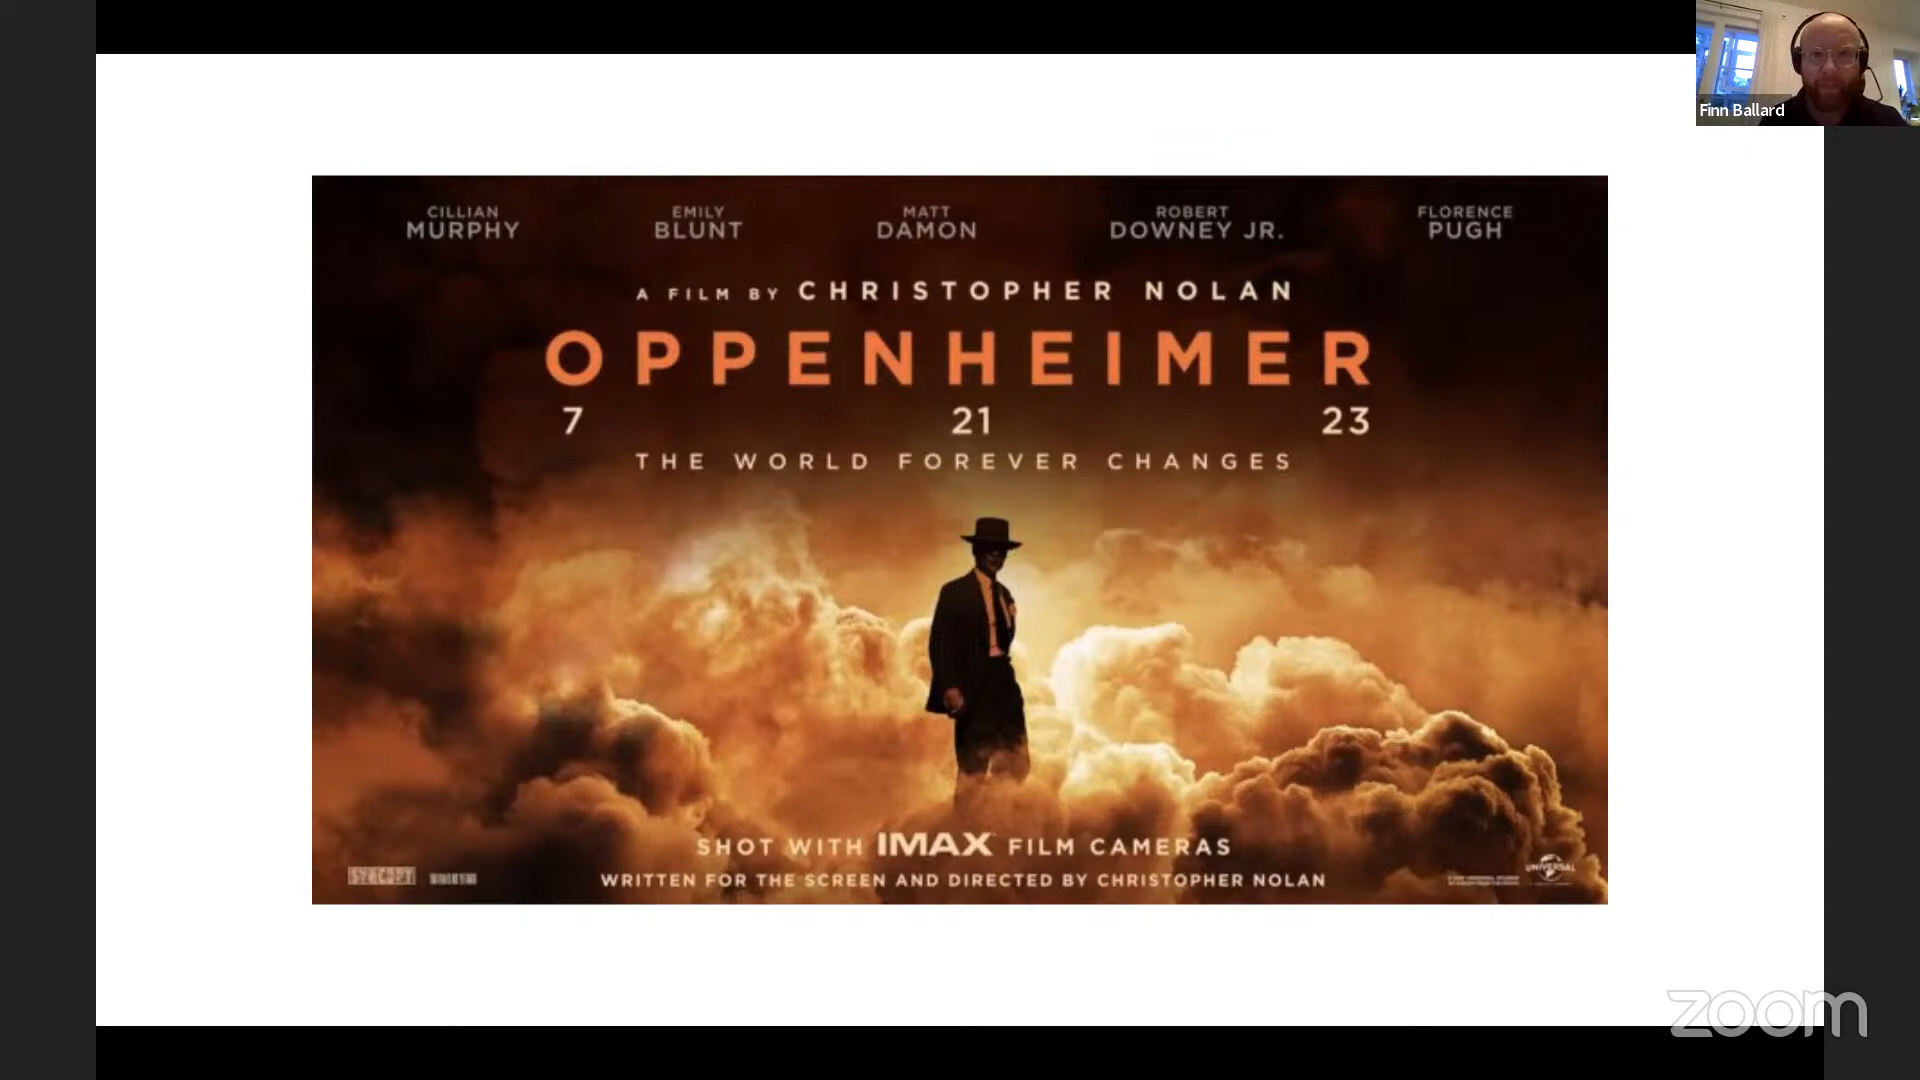 Finn Ballard
CILLIAN MURPHY
EMILY BLUNT
MATT DAMON
ROBERT DOWNEY JR.
FLORENCE PUGH
A FILM BY CHRISTOPHER NOLAN
OPPENHEIMER
7 21 23
THE WORLD FOREVER CHANGES
SHOT WITH IMAX FILM CAMERAS
WRITTEN FOR THE SCREEN AND DIRECTED BY CHRISTOPHER NOLAN
UNIVERSAL
zoom